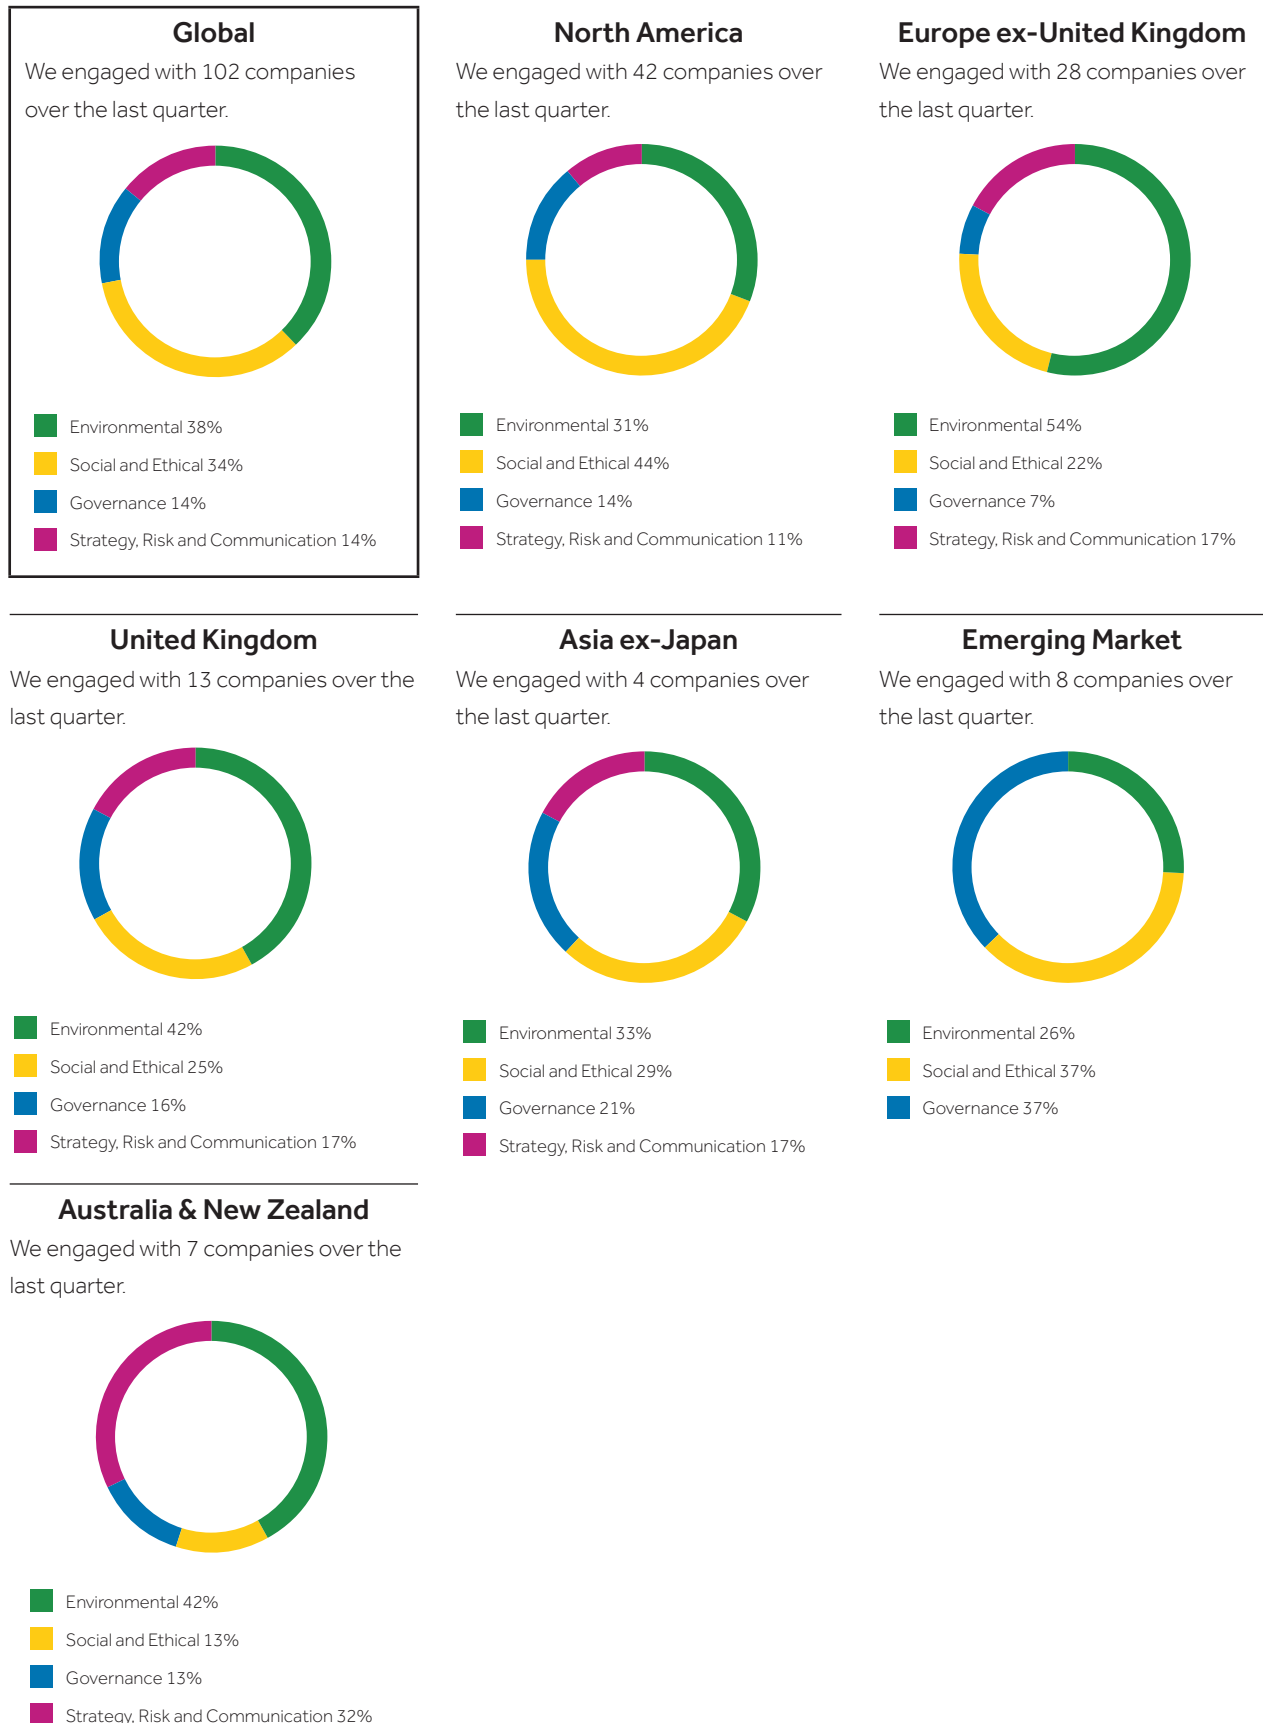 Global
We engaged with 102 companies
over the last quarter.
Environmental 38%
Social and Ethical 34%
Governance 14%
Strategy, Risk and Communication 14%
North America
We engaged with 42 companies over
the last quarter.
Environmental 31%
Social and Ethical 44%
Governance 14%
Strategy, Risk and Communication 11%
Europe ex-United Kingdom
We engaged with 28 companies over
the last quarter.
Environmental 54%
Social and Ethical 22%
Governance 7%
Strategy, Risk and Communication 17%
United Kingdom
We engaged with 13 companies over the
last quarter.
Environmental 42%
Social and Ethical 25%
Governance 16%
Strategy, Risk and Communication 17%
Asia ex-Japan
We engaged with 4 companies over
the last quarter.
Environmental 33%
Social and Ethical 29%
Governance 21%
Strategy, Risk and Communication 17%
Emerging Market
We engaged with 8 companies over
the last quarter.
Environmental 26%
Social and Ethical 37%
Governance 37%
Australia & New Zealand
We engaged with 7 companies over the
last quarter.
Environmental 42%
Social and Ethical 13%
Governance 13%
Strategy, Risk and Communication 32%